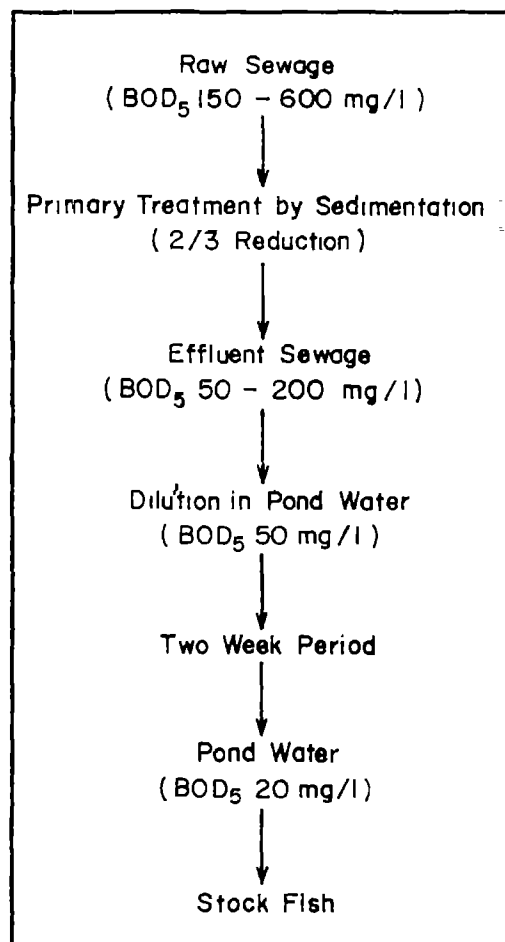 Raw Sewage
(BOD₅ 150 - 600 mg/l)
Primary Treatment by Sedimentation
(2/3 Reduction)
Effluent Sewage
(BOD₅ 50 - 200 mg/l)
Dilution in Pond Water
(BOD₅ 50 mg/l)
Two Week Period
Pond Water
(BOD₅ 20 mg/l)
Stock Fish